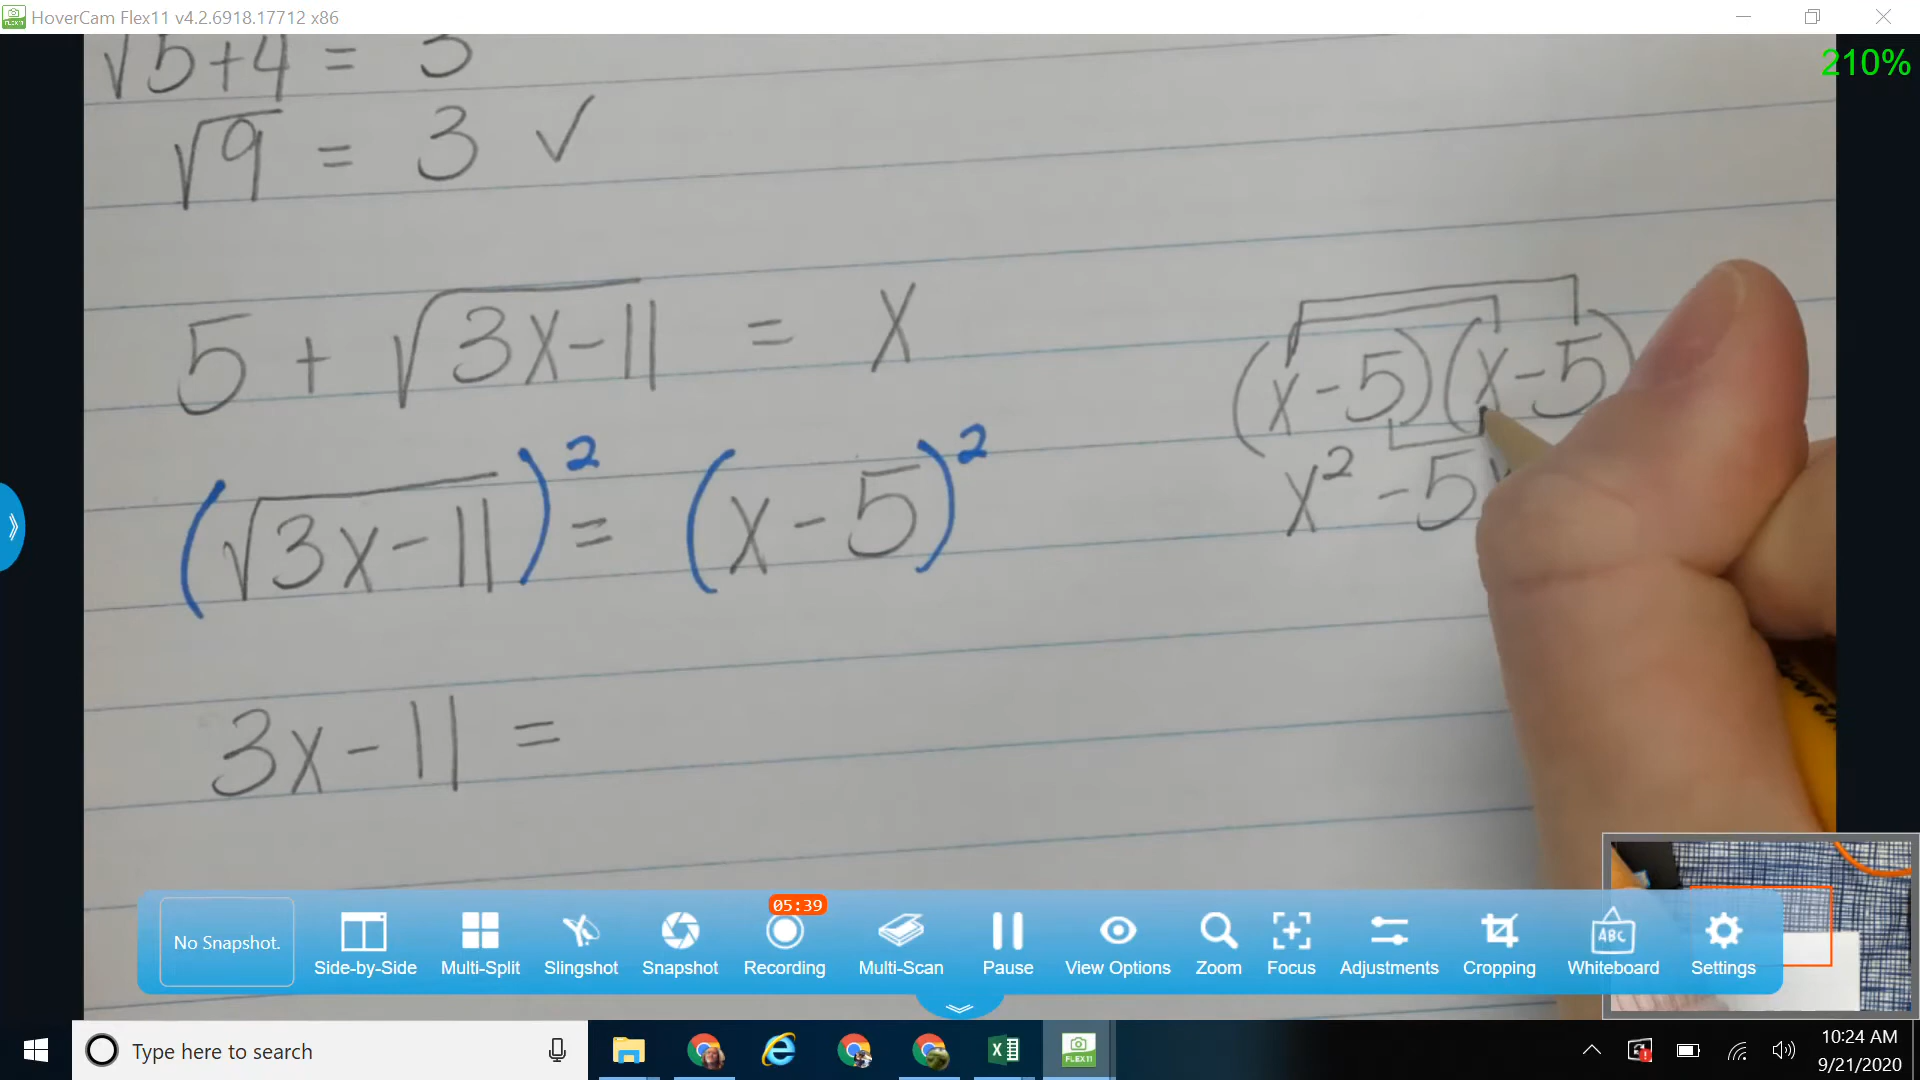 HoverCam Flex11 v4.2.6918.17712 x86
210%
√5+4 = 3
√9 = 3 ✓
5 + √3x-11 = x
(x-5)(x-5)
x² -5
(√3x-11)² = (x-5)²
3x-11 =
05:39
No Snapshot.
Side-by-Side
Multi-Split
Slingshot
Snapshot
Recording
Multi-Scan
Pause
View Options
Zoom
Focus
Adjustments
Cropping
ABC
Whiteboard
Settings
Type here to search
FLEX11
10:24 AM
9/21/2020